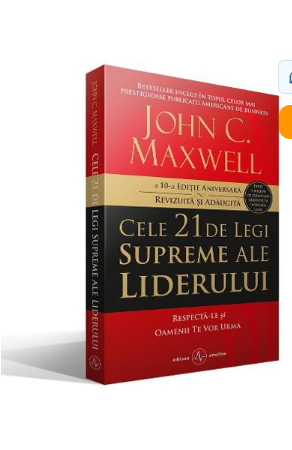 BESTSELLER INCLUS ÎN TOPUL CELOR MAI
PRESTIGIOASE PUBLICAȚII AMERICANE DE BUSINESS
JOHN C.
MAXWELL
a 10-a EDIȚIE ANIVERSARĂ
REVIZUITĂ ȘI ADĂUGITĂ
CELE 21 DE LEGI
SUPREME ALE
LIDERULUI
RESPECTĂ-LE și
OAMENII TE VOR URMA
editura amaltea
JOHN C. MAXWELL
CELE 21 DE LEGI SUPREME ALE LIDERULUI